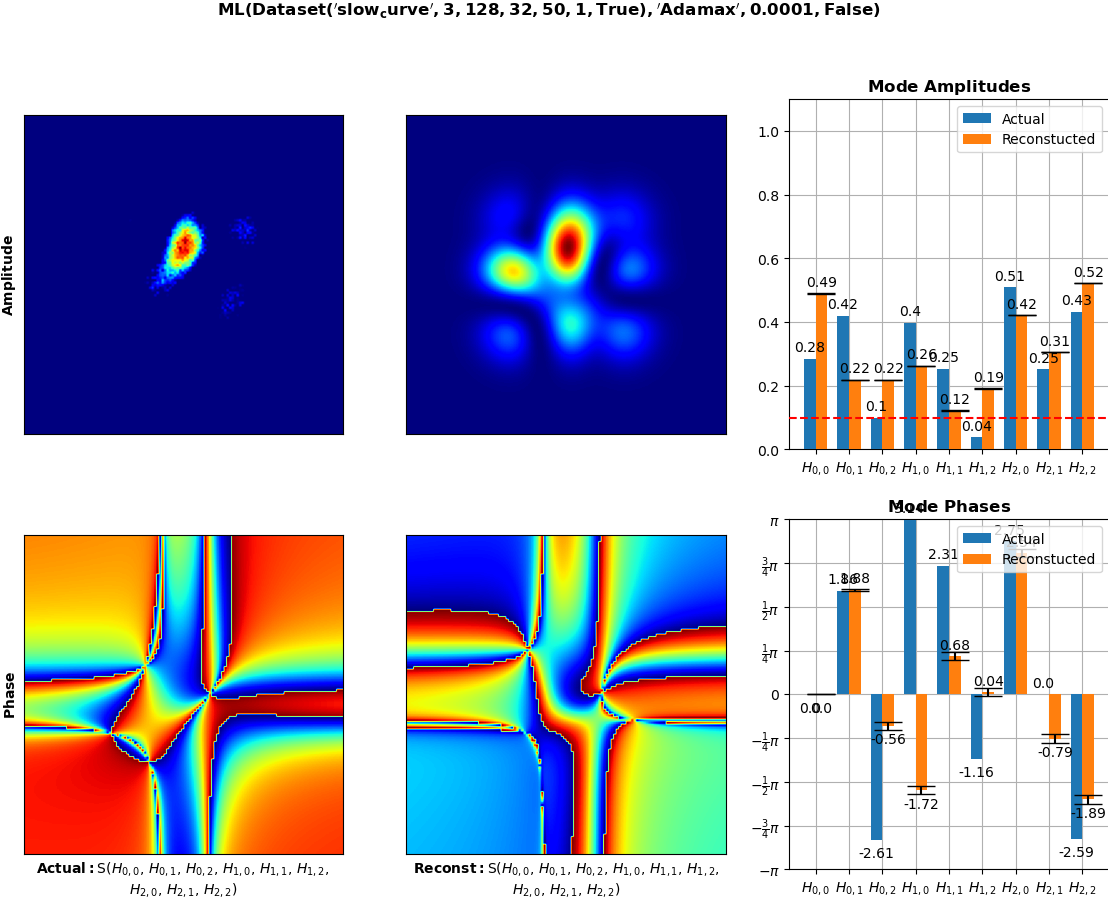 ML(Dataset('slow_curve', 3, 128, 32, 50, 1, True), 'Adamax', 0.0001, False)
Amplitude
Mode Amplitudes
Actual
Reconstucted
1.0
0.8
0.6
0.4
0.2
0.0
0.28
0.49
0.42
0.22
0.1
0.22
0.4
0.26
0.25
0.12
0.04
0.19
0.51
0.42
0.25
0.31
0.43
0.52
H0,0 H0,1 H0,2 H1,0 H1,1 H1,2 H2,0 H2,1 H2,2
Phase
Actual: S(H0,0, H0,1, H0,2, H1,0, H1,1, H1,2,
H2,0, H2,1, H2,2)
Reconst: S(H0,0, H0,1, H0,2, H1,0, H1,1, H1,2,
H2,0, H2,1, H2,2)
Mode Phases
Actual
Reconstucted
π
3/4π
1/2π
1/4π
0
−1/4π
−1/2π
−3/4π
−π
0.0
0.0
1.86
1.88
-2.61
-0.56
-1.72
2.31
0.68
-1.16
0.04
2.75
0.0
-0.79
-2.59
-1.89
H0,0 H0,1 H0,2 H1,0 H1,1 H1,2 H2,0 H2,1 H2,2